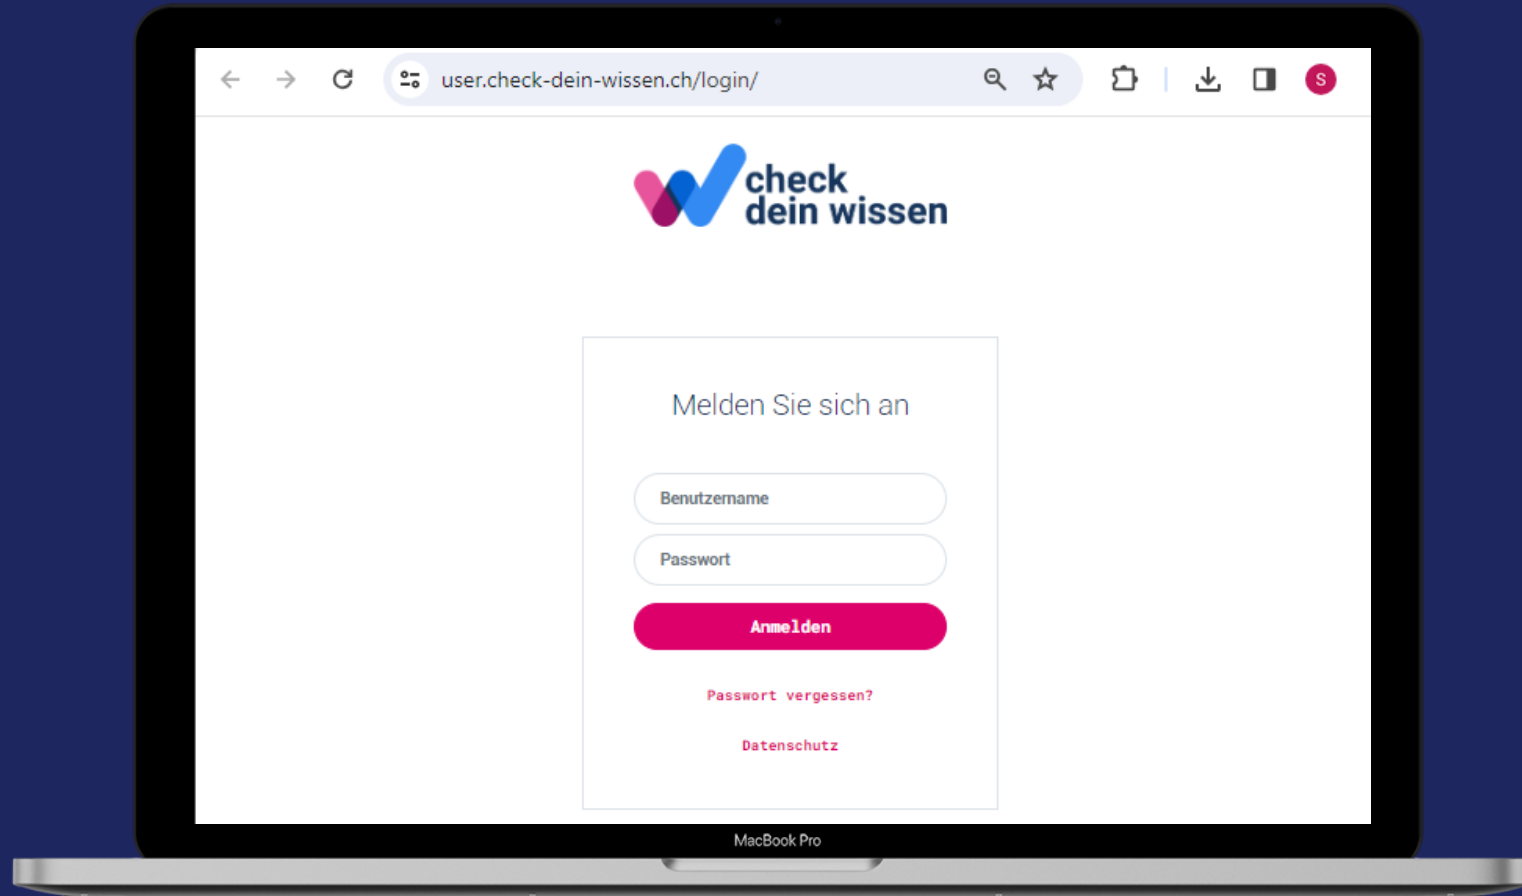 user.check-dein-wissen.ch/login/
S
check
dein wissen
Melden Sie sich an
Benutzername
Passwort
Anmelden
Passwort vergessen?
Datenschutz
MacBook Pro